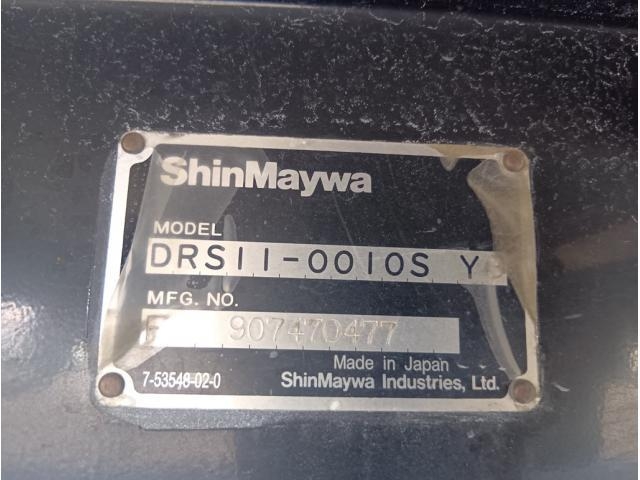 ShinMaywa
MODEL
DRS11-0010S Y
MFG. NO.
907470477
Made in Japan
7-53548-02-0 ShinMaywa Industries, Ltd.